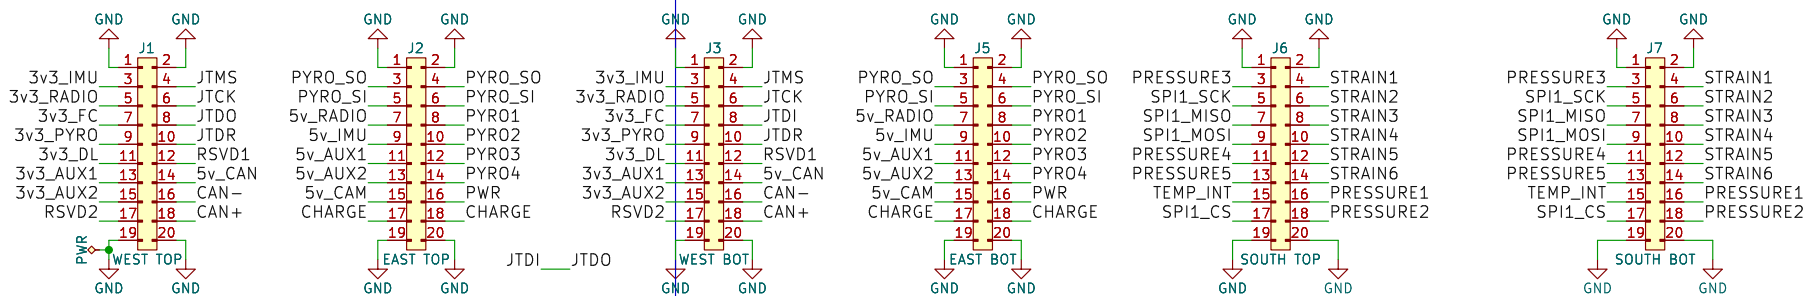 GND GND GND GND GND GND GND GND GND GND GND GND
J1 J2 J3 J5 J6 J7
1 2 1 2 1 2 1 2 1 2 1 2
3v3_IMU 3 4 JTMS PYRO_SO 3 4 PYRO_SO 3v3_IMU 3 4 JTMS PYRO_SO 3 4 PYRO_SO PRESSURE3 3 4 STRAIN1 PRESSURE3 3 4 STRAIN1
3v3_RADIO 5 6 JTCK PYRO_SI 5 6 PYRO_SI 3v3_RADIO 5 6 JTCK PYRO_SI 5 6 PYRO_SI SPI1_SCK 5 6 STRAIN2 SPI1_SCK 5 6 STRAIN2
3v3_FC 7 8 JTDO 5v_RADIO 7 8 PYRO1 3v3_FC 7 8 JTDI 5v_RADIO 7 8 PYRO1 SPI1_MISO 7 8 STRAIN3 SPI1_MISO 7 8 STRAIN3
3v3_PYRO 9 10 JTDR 5v_IMU 9 10 PYRO2 3v3_PYRO 9 10 JTDR 5v_IMU 9 10 PYRO2 SPI1_MOSI 9 10 STRAIN4 SPI1_MOSI 9 10 STRAIN4
3v3_DL 11 12 RSVD1 5v_AUX1 11 12 PYRO3 3v3_DL 11 12 RSVD1 5v_AUX1 11 12 PYRO3 PRESSURE4 11 12 STRAIN5 PRESSURE4 11 12 STRAIN5
3v3_AUX1 13 14 5v_CAN 5v_AUX2 13 14 PYRO4 3v3_AUX1 13 14 5v_CAN 5v_AUX2 13 14 PYRO4 PRESSURE5 13 14 STRAIN6 PRESSURE5 13 14 STRAIN6
3v3_AUX2 15 16 CAN- 5v_CAM 15 16 PWR 3v3_AUX2 15 16 CAN- 5v_CAM 15 16 PWR TEMP_INT 15 16 PRESSURE1 TEMP_INT 15 16 PRESSURE1
RSVD2 17 18 CAN+ CHARGE 17 18 CHARGE RSVD2 17 18 CAN+ CHARGE 17 18 CHARGE SPI1_CS 17 18 PRESSURE2 SPI1_CS 17 18 PRESSURE2
19 20 19 20 19 20 19 20 19 20 19 20
PWR WEST TOP EAST TOP JTDI JTDO WEST BOT EAST BOT SOUTH TOP SOUTH BOT
GND GND GND GND GND GND GND GND GND GND GND GND